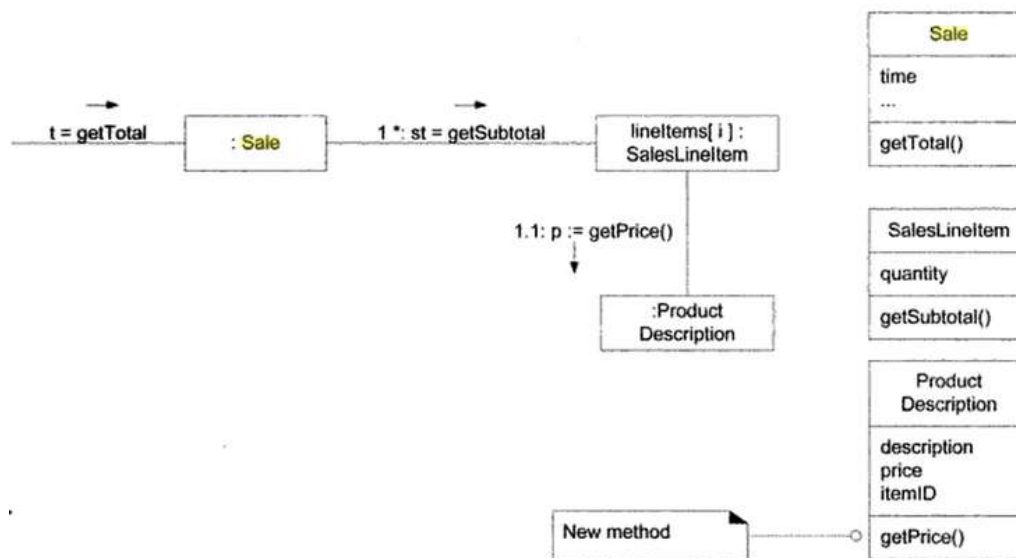 t = getTotal
: Sale
1 *: st = getSubtotal
lineItems[ i ] :
SalesLineItem
1.1: p := getPrice()
:Product
Description
Sale
time
...
getTotal()
SalesLineItem
quantity
getSubtotal()
Product
Description
description
price
itemID
getPrice()
New method